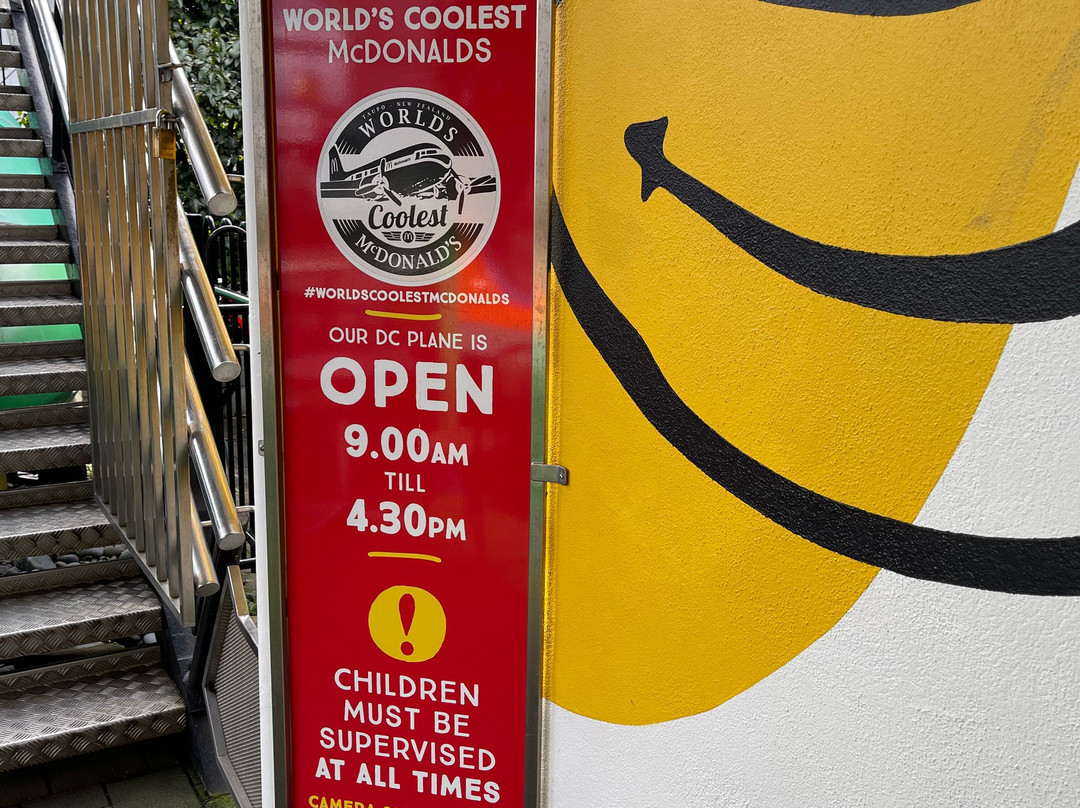 WORLD'S COOLEST
McDONALDS
TAUPO · NEW ZEALAND
WORLDS
Coolest
McDONALD'S
#WORLDSCOOLESTMCDONALDS
OUR DC PLANE IS
OPEN
9.00AM
TILL
4.30PM
!
CHILDREN
MUST BE
SUPERVISED
AT ALL TIMES
CAMERA